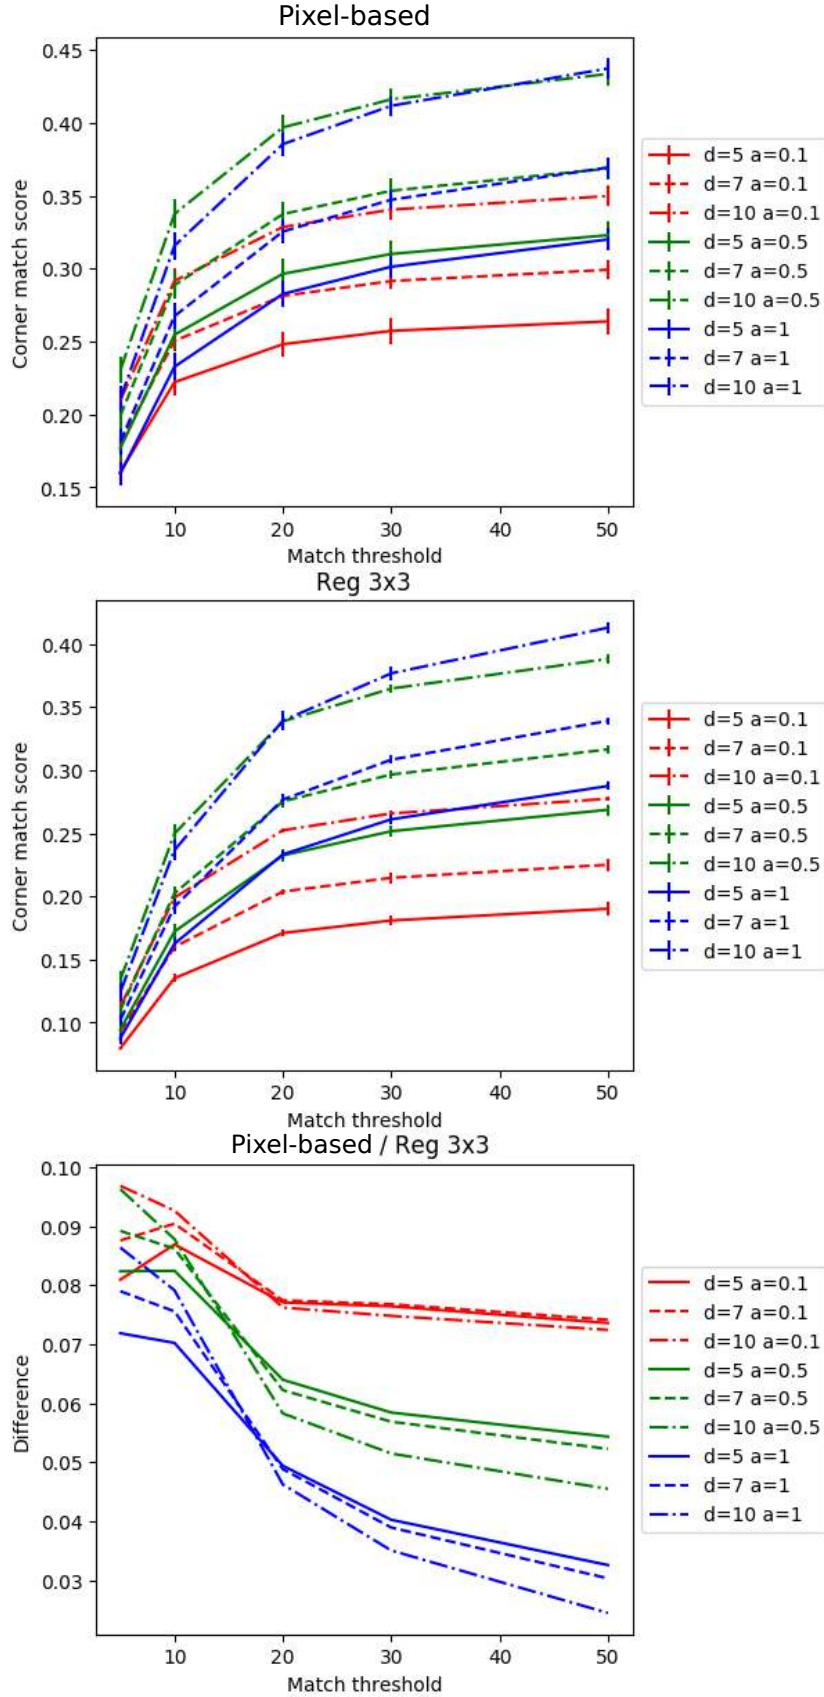 Pixel-based
0.45
0.40
0.35
0.30
0.25
0.20
0.15
Corner match score
10 20 30 40 50
Match threshold
d=5 a=0.1
d=7 a=0.1
d=10 a=0.1
d=5 a=0.5
d=7 a=0.5
d=10 a=0.5
d=5 a=1
d=7 a=1
d=10 a=1
Reg 3x3
0.40
0.35
0.30
0.25
0.20
0.15
0.10
Corner match score
10 20 30 40 50
Match threshold
d=5 a=0.1
d=7 a=0.1
d=10 a=0.1
d=5 a=0.5
d=7 a=0.5
d=10 a=0.5
d=5 a=1
d=7 a=1
d=10 a=1
Pixel-based / Reg 3x3
0.10
0.09
0.08
0.07
0.06
0.05
0.04
0.03
Difference
10 20 30 40 50
Match threshold
d=5 a=0.1
d=7 a=0.1
d=10 a=0.1
d=5 a=0.5
d=7 a=0.5
d=10 a=0.5
d=5 a=1
d=7 a=1
d=10 a=1